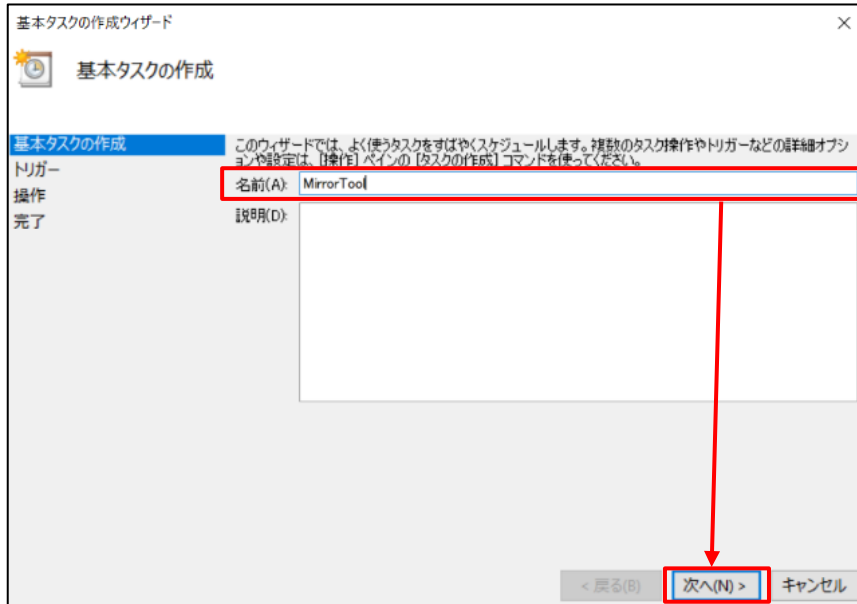 基本タスクの作成ウィザード
基本タスクの作成
基本タスクの作成
トリガー
操作
完了
このウィザードでは、よく使うタスクをすばやくスケジュールします。複数のタスク操作やトリガーなどの詳細オプシ
ョンや設定は、[操作] ペインの [タスクの作成] コマンドを使ってください。
名前(A): MirrorTool
説明(D):
< 戻る(B) 次へ(N) > キャンセル